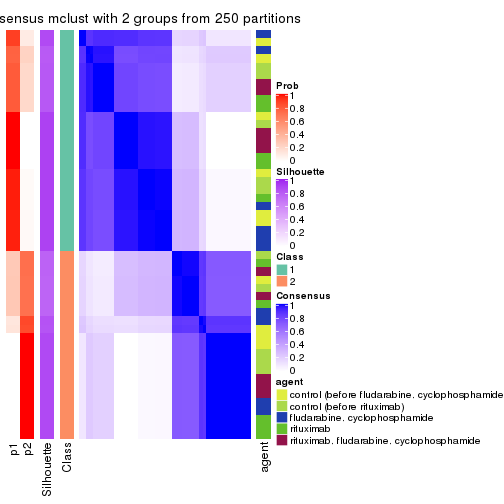 sensus mclust with 2 groups from 250 partitions
Prob
1
0.8
0.6
0.4
0.2
0
Silhouette
1
0.8
0.6
0.4
0.2
0
Class
1
2
Consensus
1
0.8
0.6
0.4
0.2
0
agent
control (before fludarabine. cyclophosphamide
control (before rituximab)
fludarabine. cyclophosphamide
rituximab
rituximab. fludarabine. cyclophosphamide
p1
p2
Silhouette
Class
agent